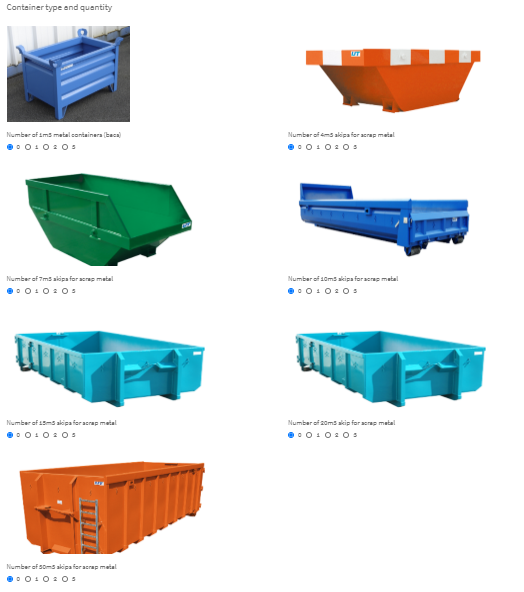 Container type and quantity
Number of 1m3 metal containers (bacs)
0 1 2 3
Number of 4m3 skips for scrap metal
0 1 2 3
Number of 7m3 skips for scrap metal
0 1 2 3
Number of 10m3 skips for scrap metal
0 1 2 3
Number of 15m3 skips for scrap metal
0 1 2 3
Number of 20m3 skip for scrap metal
0 1 2 3
Number of 30m3 skips for scrap metal
0 1 2 3